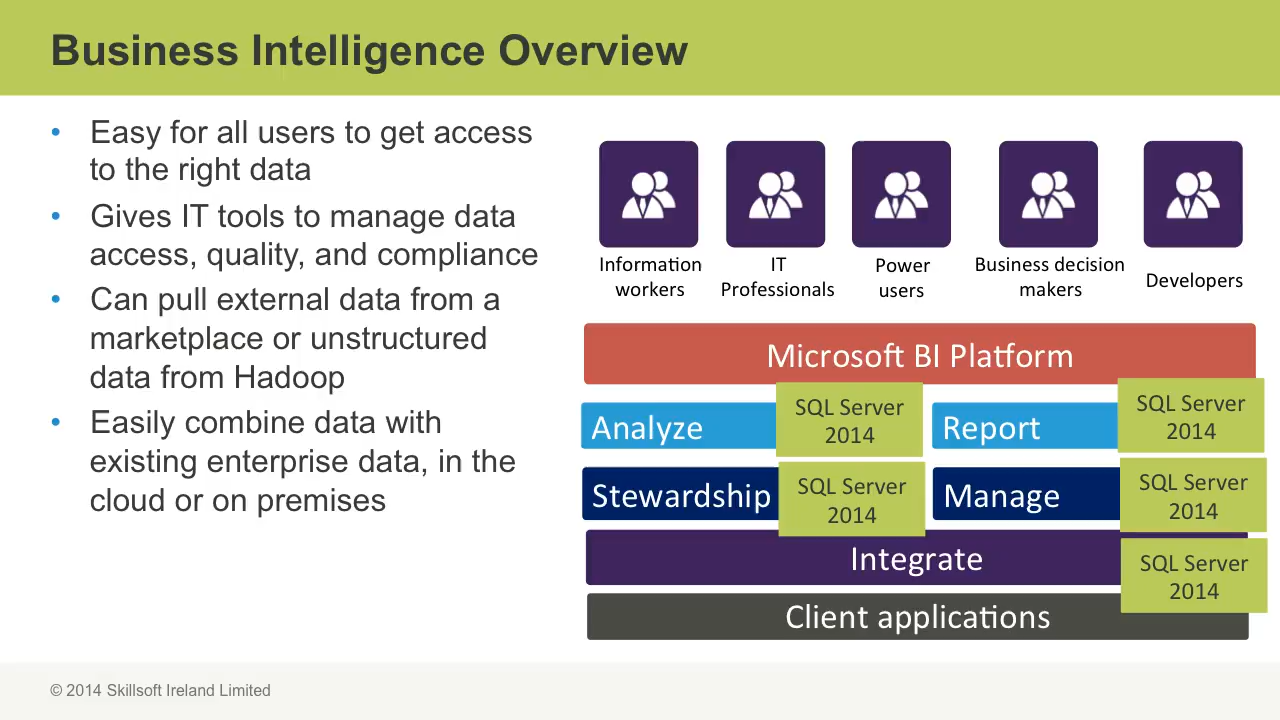 Business Intelligence Overview
• Easy for all users to get access
to the right data
• Gives IT tools to manage data
access, quality, and compliance
• Can pull external data from a
marketplace or unstructured
data from Hadoop
• Easily combine data with
existing enterprise data, in the
cloud or on premises
Information
workers
IT
Professionals
Power
users
Business decision
makers
Developers
Microsoft BI Platform
Analyze
SQL Server
2014
Report
SQL Server
2014
Stewardship
SQL Server
2014
Manage
SQL Server
2014
Integrate
SQL Server
2014
Client applications
© 2014 Skillsoft Ireland Limited